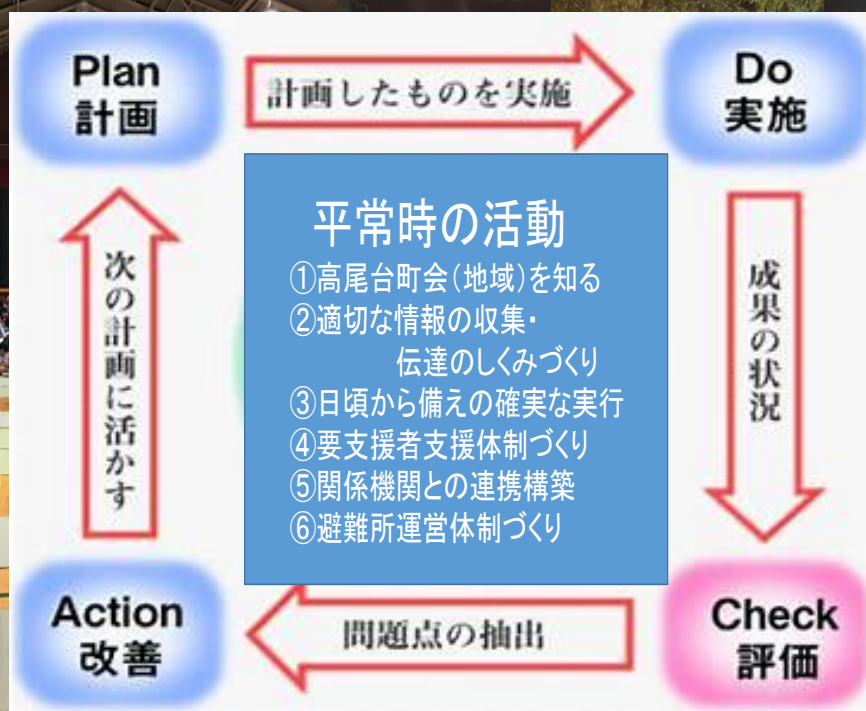 Plan
計画
計画したものを実施
Do
実施
平常時の活動
①高尾台町会(地域)を知る
②適切な情報の収集・
伝達のしくみづくり
③日頃から備えの確実な実行
④要支援者支援体制づくり
⑤関係機関との連携構築
⑥避難所運営体制づくり
成果の状況
次の計画に活かす
Action
改善
問題点の抽出
Check
評価